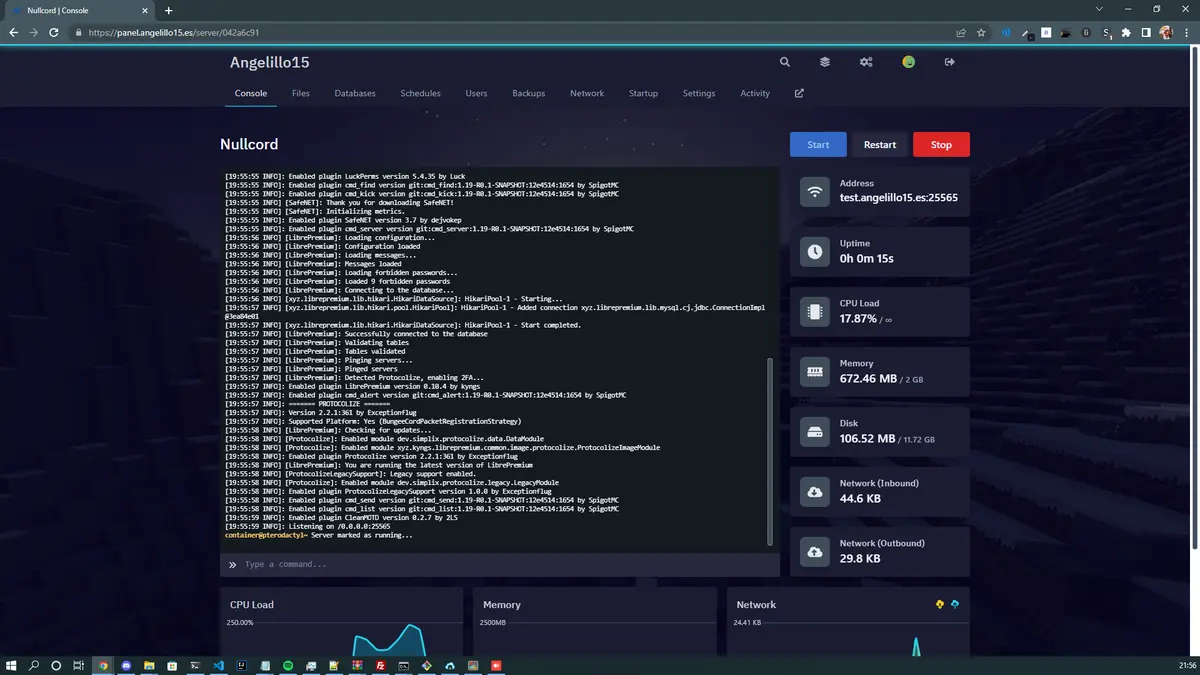 Nullcord | Console
https://panel.angelillo15.es/server/042a6c91
Angelillo15
Console Files Databases Schedules Users Backups Network Startup Settings Activity
Nullcord
Start Restart Stop
[19:55:55 INFO]: Enabled plugin LuckPerms version 5.4.35 by Luck
[19:55:55 INFO]: Enabled plugin cmd_find version git:cmd_find:1.19-R0.1-SNAPSHOT:12e4514:1654 by SpigotMC
[19:55:55 INFO]: Enabled plugin cmd_kick version git:cmd_kick:1.19-R0.1-SNAPSHOT:12e4514:1654 by SpigotMC
[19:55:55 INFO] [SafeNET]: Thank you for downloading SafeNET!
[19:55:55 INFO] [SafeNET]: Initializing metrics.
[19:55:55 INFO]: Enabled plugin SafeNET version 3.7 by dejvokep
[19:55:55 INFO]: Enabled plugin cmd_server version git:cmd_server:1.19-R0.1-SNAPSHOT:12e4514:1654 by SpigotMC
[19:55:56 INFO] [LibrePremium]: Loading configuration...
[19:55:56 INFO] [LibrePremium]: Configuration loaded
[19:55:56 INFO] [LibrePremium]: Loading messages...
[19:55:56 INFO] [LibrePremium]: Messages loaded
[19:55:56 INFO] [LibrePremium]: Loading forbidden passwords...
[19:55:56 INFO] [LibrePremium]: Loaded 9 forbidden passwords
[19:55:56 INFO] [LibrePremium]: Connecting to the database...
[19:55:56 INFO] [xyz.librepremium.lib.hikari.HikariDataSource]: HikariPool-1 - Starting...
[19:55:57 INFO] [xyz.librepremium.lib.hikari.pool.HikariPool]: HikariPool-1 - Added connection xyz.librepremium.lib.mysql.cj.jdbc.ConnectionImpl
@3ea84e01
[19:55:57 INFO] [xyz.librepremium.lib.hikari.HikariDataSource]: HikariPool-1 - Start completed.
[19:55:57 INFO] [LibrePremium]: Successfully connected to the database
[19:55:57 INFO] [LibrePremium]: Validating tables
[19:55:57 INFO] [LibrePremium]: Tables validated
[19:55:57 INFO] [LibrePremium]: Pinging servers...
[19:55:57 INFO] [LibrePremium]: Pinged servers
[19:55:57 INFO] [LibrePremium]: Detected Protocolize, enabling 2FA...
[19:55:57 INFO]: Enabled plugin LibrePremium version 0.10.4 by kyngs
[19:55:57 INFO]: Enabled plugin cmd_alert version git:cmd_alert:1.19-R0.1-SNAPSHOT:12e4514:1654 by SpigotMC
[19:55:57 INFO]: ======= PROTOCOLIZE =======
[19:55:57 INFO]: Version 2.2.1:361 by Exceptionflug
[19:55:57 INFO]: Supported Platform: Yes (BungeeCordPacketRegistrationStrategy)
[19:55:58 INFO] [LibrePremium]: Checking for updates...
[19:55:58 INFO] [Protocolize]: Enabled module dev.simplix.protocolize.data.DataModule
[19:55:58 INFO] [Protocolize]: Enabled module xyz.kyngs.librepremium.common.image.protocolize.ProtocolizeImageModule
[19:55:58 INFO]: Enabled plugin Protocolize version 2.2.1:361 by Exceptionflug
[19:55:58 INFO] [LibrePremium]: You are running the latest version of LibrePremium
[19:55:58 INFO] [ProtocolizeLegacySupport]: Legacy support enabled.
[19:55:58 INFO] [Protocolize]: Enabled module dev.simplix.protocolize.legacy.LegacyModule
[19:55:58 INFO]: Enabled plugin ProtocolizeLegacySupport version 1.0.0 by Exceptionflug
[19:55:58 INFO]: Enabled plugin cmd_send version git:cmd_send:1.19-R0.1-SNAPSHOT:12e4514:1654 by SpigotMC
[19:55:58 INFO]: Enabled plugin cmd_list version git:cmd_list:1.19-R0.1-SNAPSHOT:12e4514:1654 by SpigotMC
[19:55:59 INFO]: Enabled plugin CleanMOTD version 0.2.7 by 2LS
[19:55:59 INFO]: Listening on /0.0.0.0:25565
container@pterodactyl~ Server marked as running...
Type a command...
Address
test.angelillo15.es:25565
Uptime
0h 0m 15s
CPU Load
17.87% / ∞
Memory
672.46 MB / 2 GB
Disk
106.52 MB / 11.72 GB
Network (Inbound)
44.6 KB
Network (Outbound)
29.8 KB
CPU Load
250.00%
Memory
2500MB
Network
24.41 KB
21:56